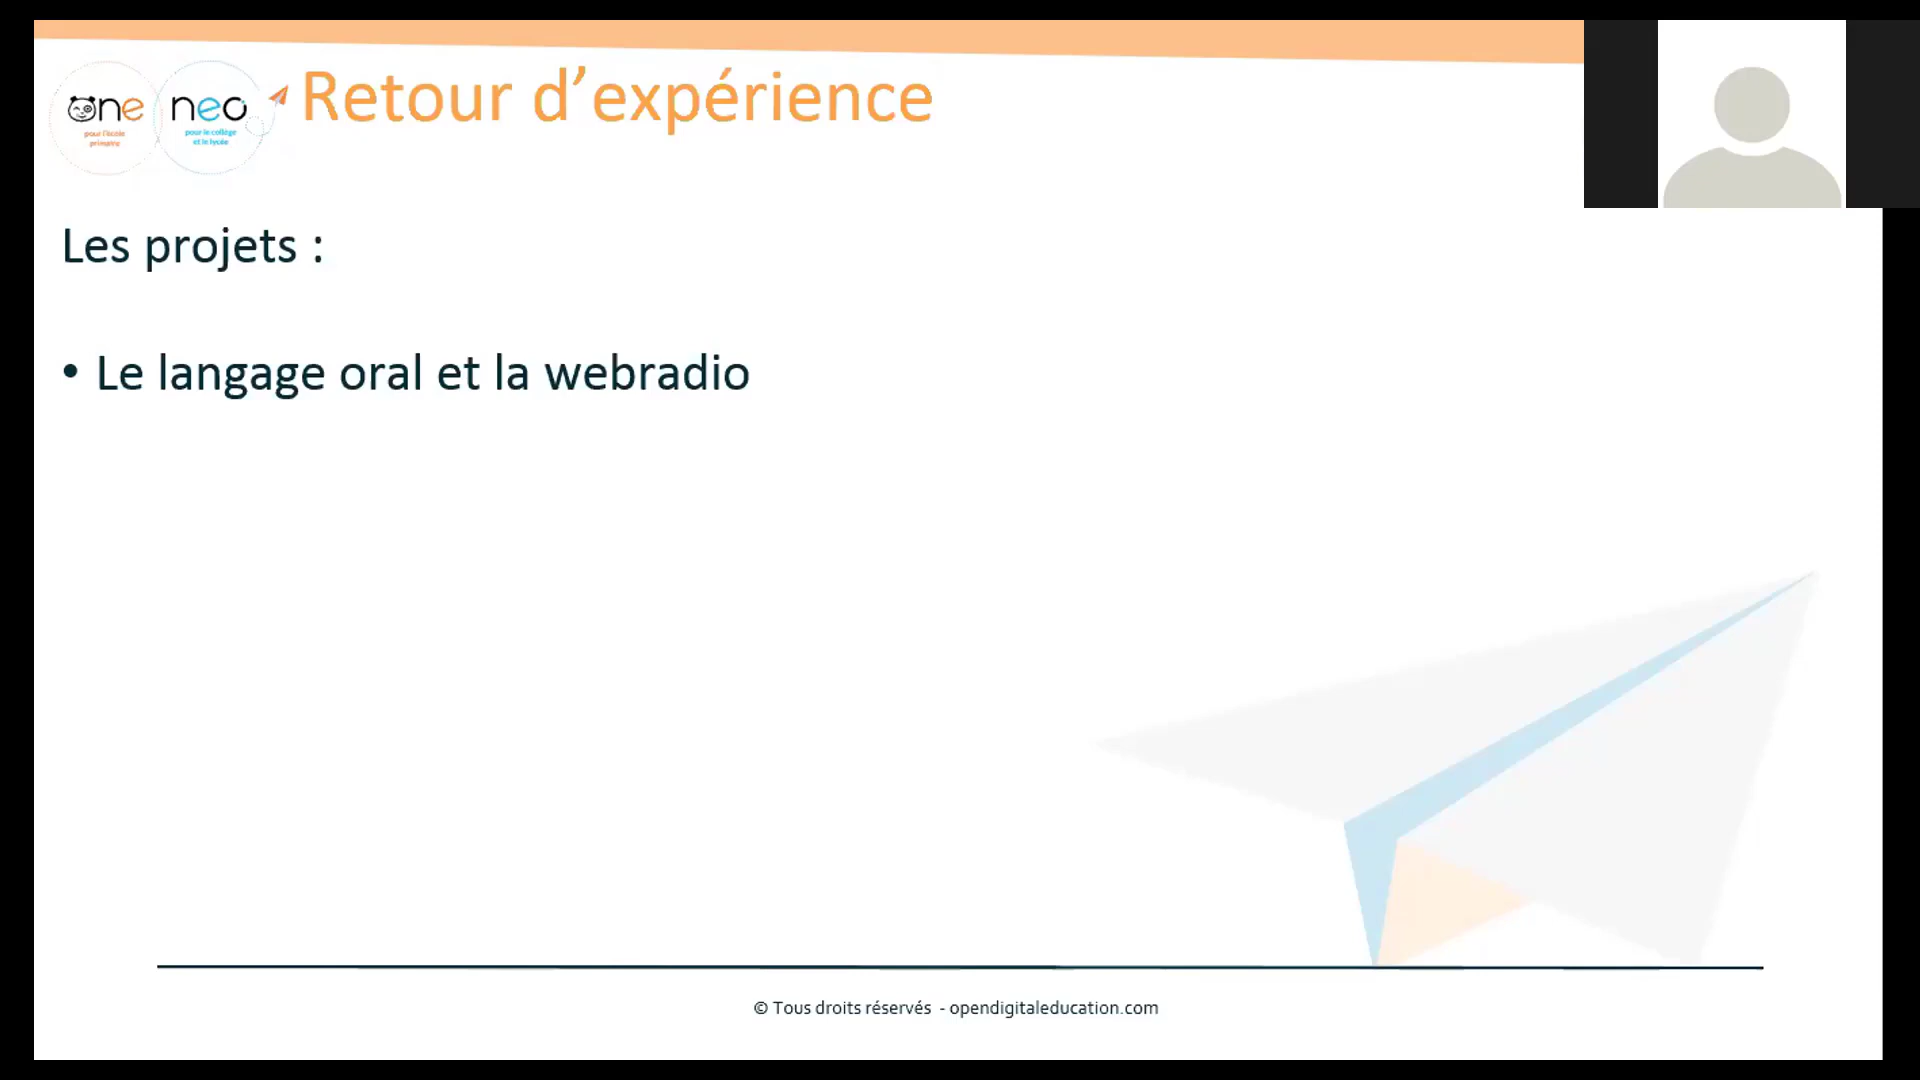 one
pour l'école
primaire
neo
pour le collège
et le lycée
Retour d’expérience
Les projets :
• Le langage oral et la webradio
© Tous droits réservés - opendigitaleducation.com